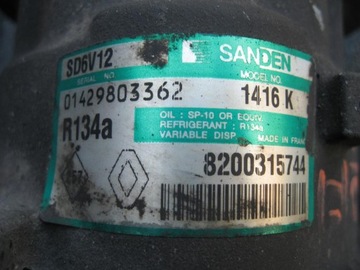 SD6V12
SANDEN
SERIAL NO.
MODEL NO.
01429803362
1416 K
R134a
OIL : SP-10 OR EQUIV.
REFRIGERANT : R134a
VARIABLE DISP.
MADE IN FRANCE
8200315744